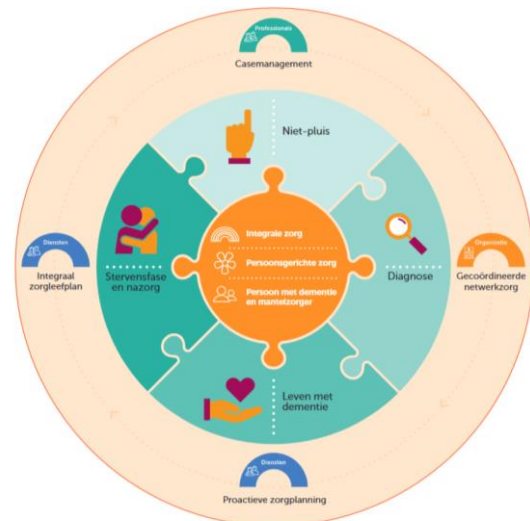 Professionals
Casemanagement
Niet-pluis
Diensten
Integraal
zorgleefplan
Stervensfase
en nazorg
Integrale zorg
Persoonsgerichte zorg
Persoon met dementie
en mantelzorger
Diagnose
Organisatie
Gecoördineerde
netwerkzorg
Leven met
dementie
Diensten
Proactieve zorgplanning